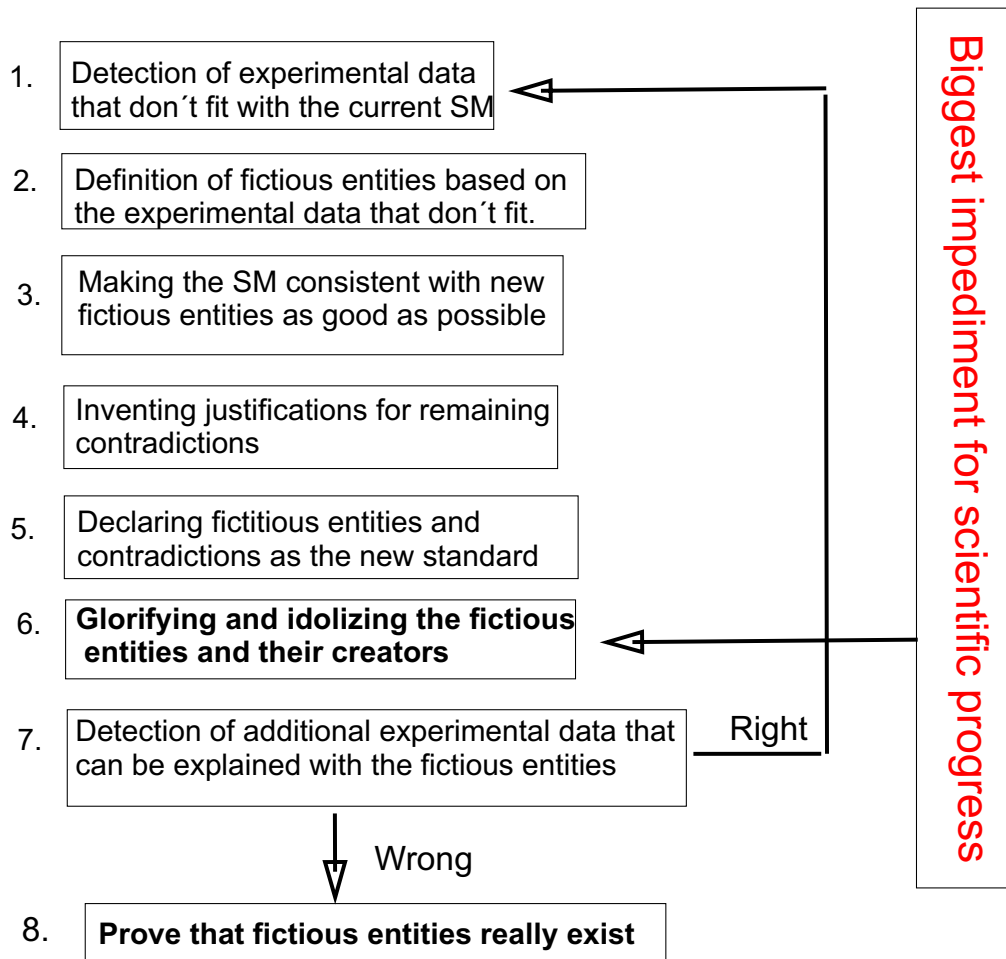 1. Detection of experimental data
that don´t fit with the current SM
2. Definition of fictious entities based on
the experimental data that don´t fit.
3. Making the SM consistent with new
fictious entities as good as possible
4. Inventing justifications for remaining
contradictions
5. Declaring fictitious entities and
contradictions as the new standard
6. Glorifying and idolizing the fictious
entities and their creators
7. Detection of additional experimental data that
can be explained with the fictious entities
Right
Wrong
8. Prove that fictious entities really exist
Biggest impediment for scientific progress